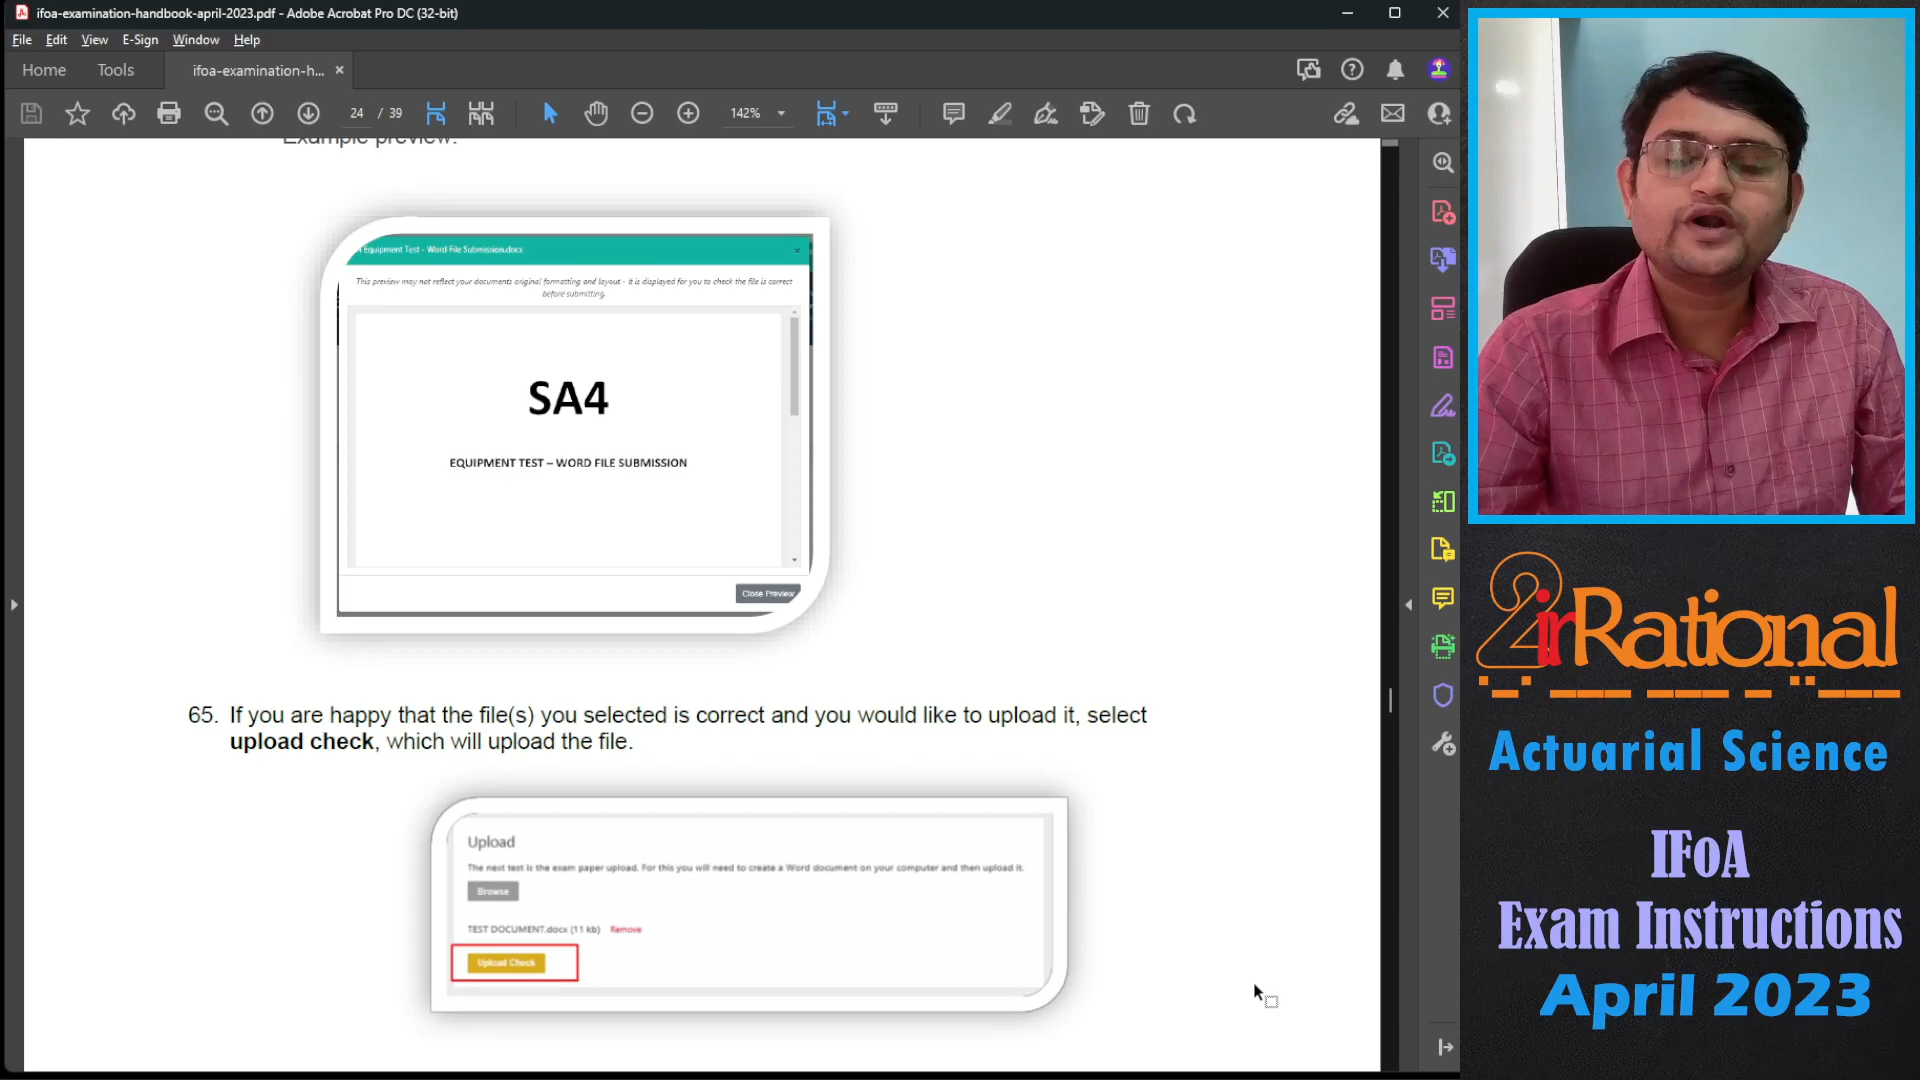 ifoa-examination-handbook-april-2023.pdf - Adobe Acrobat Pro DC (32-bit)
File Edit View E-Sign Window Help
Home Tools ifoa-examination-h... ×
24 / 39 142%
Example preview:
Equipment Test - Word File Submission.docx
This preview may not reflect your documents original formatting and layout - it is displayed for you to check the file is correct
before submitting.
SA4
EQUIPMENT TEST – WORD FILE SUBMISSION
Close Preview
65. If you are happy that the file(s) you selected is correct and you would like to upload it, select
upload check, which will upload the file.
Upload
The next test is the exam paper upload. For this you will need to create a Word document on your computer and then upload it.
Browse
TEST DOCUMENT.docx (11 kb) Remove
Upload Check
2irRational
Actuarial Science
IFoA
Exam Instructions
April 2023